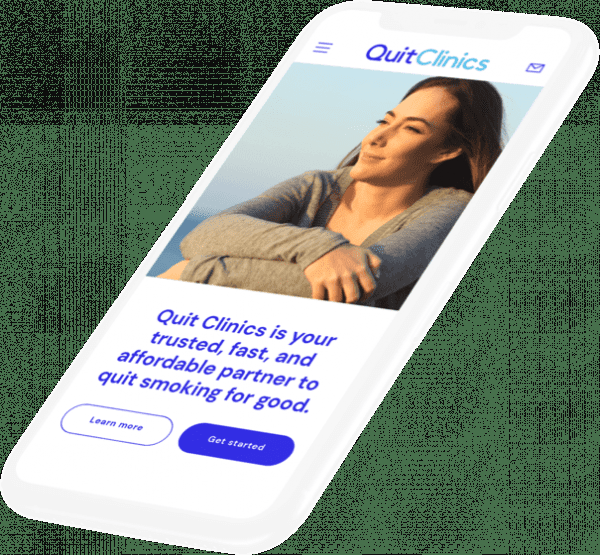 QuitClinics
Quit Clinics is your
trusted, fast, and
affordable partner to
quit smoking for good.
Learn more
Get started